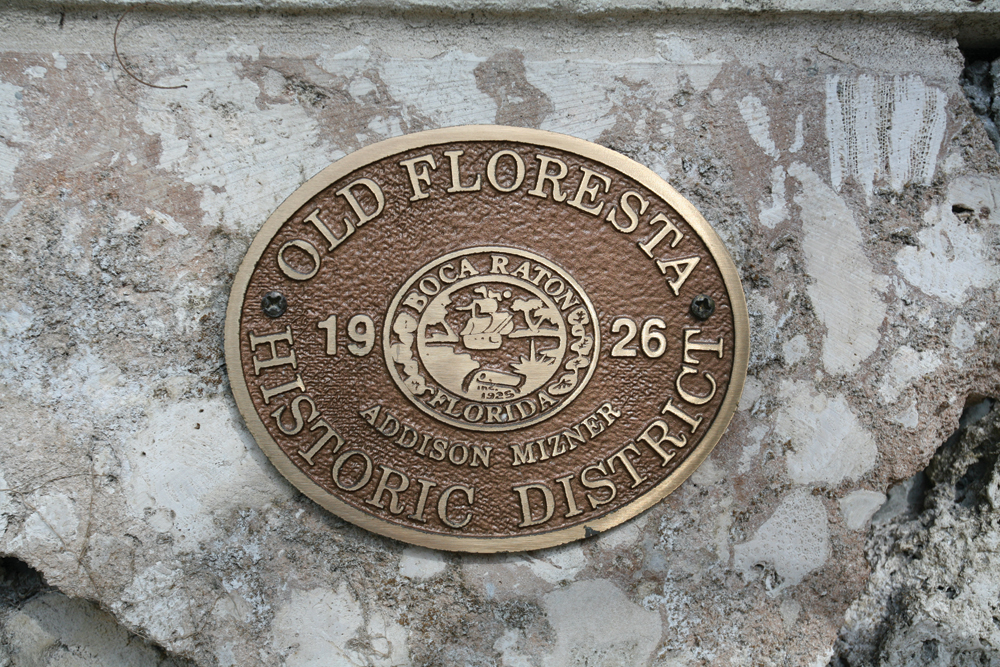 OLD FLORESTA
19 26
BOCA RATON
INC.
1925
FLORIDA
ADDISON MIZNER
HISTORIC DISTRICT